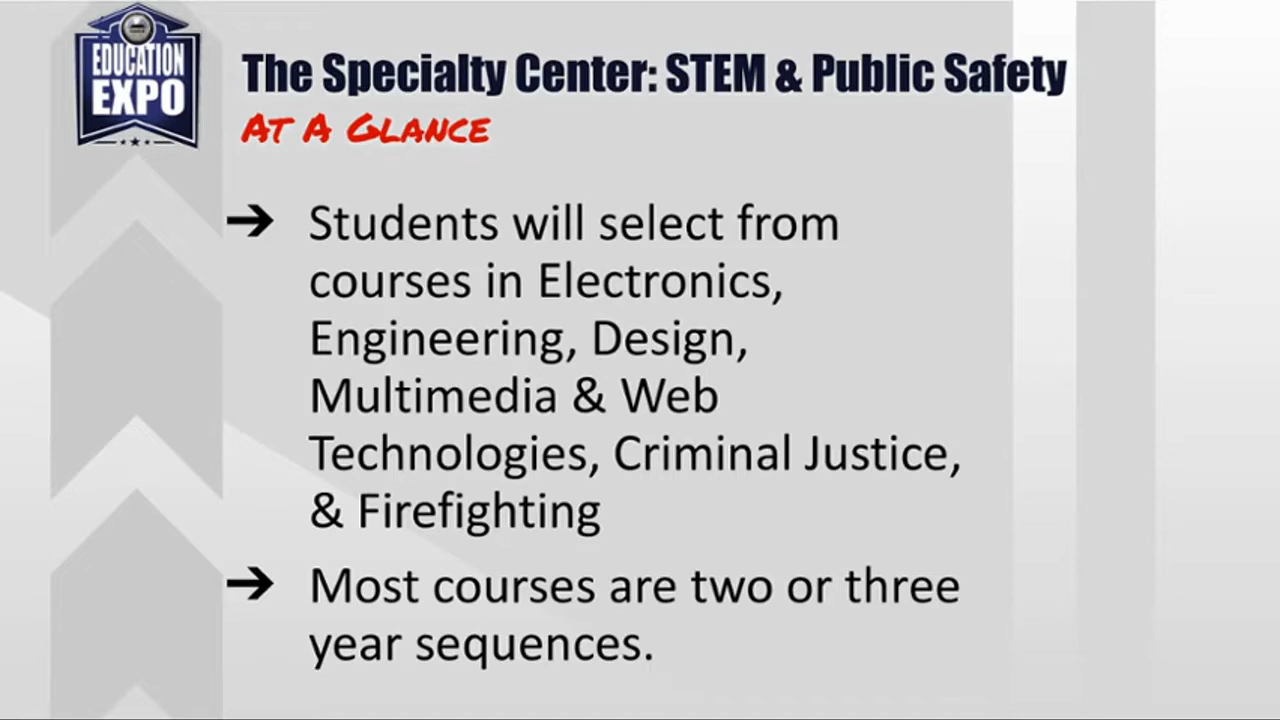 EDUCATION
EXPO
The Specialty Center: STEM & Public Safety
At A Glance
➔ Students will select from
courses in Electronics,
Engineering, Design,
Multimedia & Web
Technologies, Criminal Justice,
& Firefighting
➔ Most courses are two or three
year sequences.